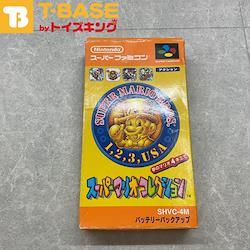 TB T-BASE
by トイズキング
Nintendo
スーパーファミコン
アクション
SUPER MARIO BROS.
1, 2, 3, USA
スーパーマリオコレクション
SHVC-4M
バッテリーバックアップ